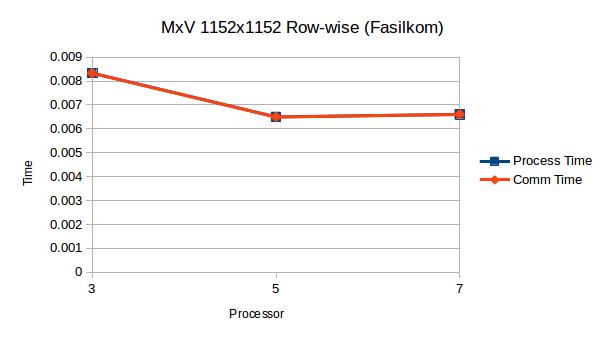 MxV 1152x1152 Row-wise (Fasilkom)
0.009
0.008
0.007
0.006
0.005
0.004
0.003
0.002
0.001
0
Time
3 5 7
Processor
Process Time
Comm Time